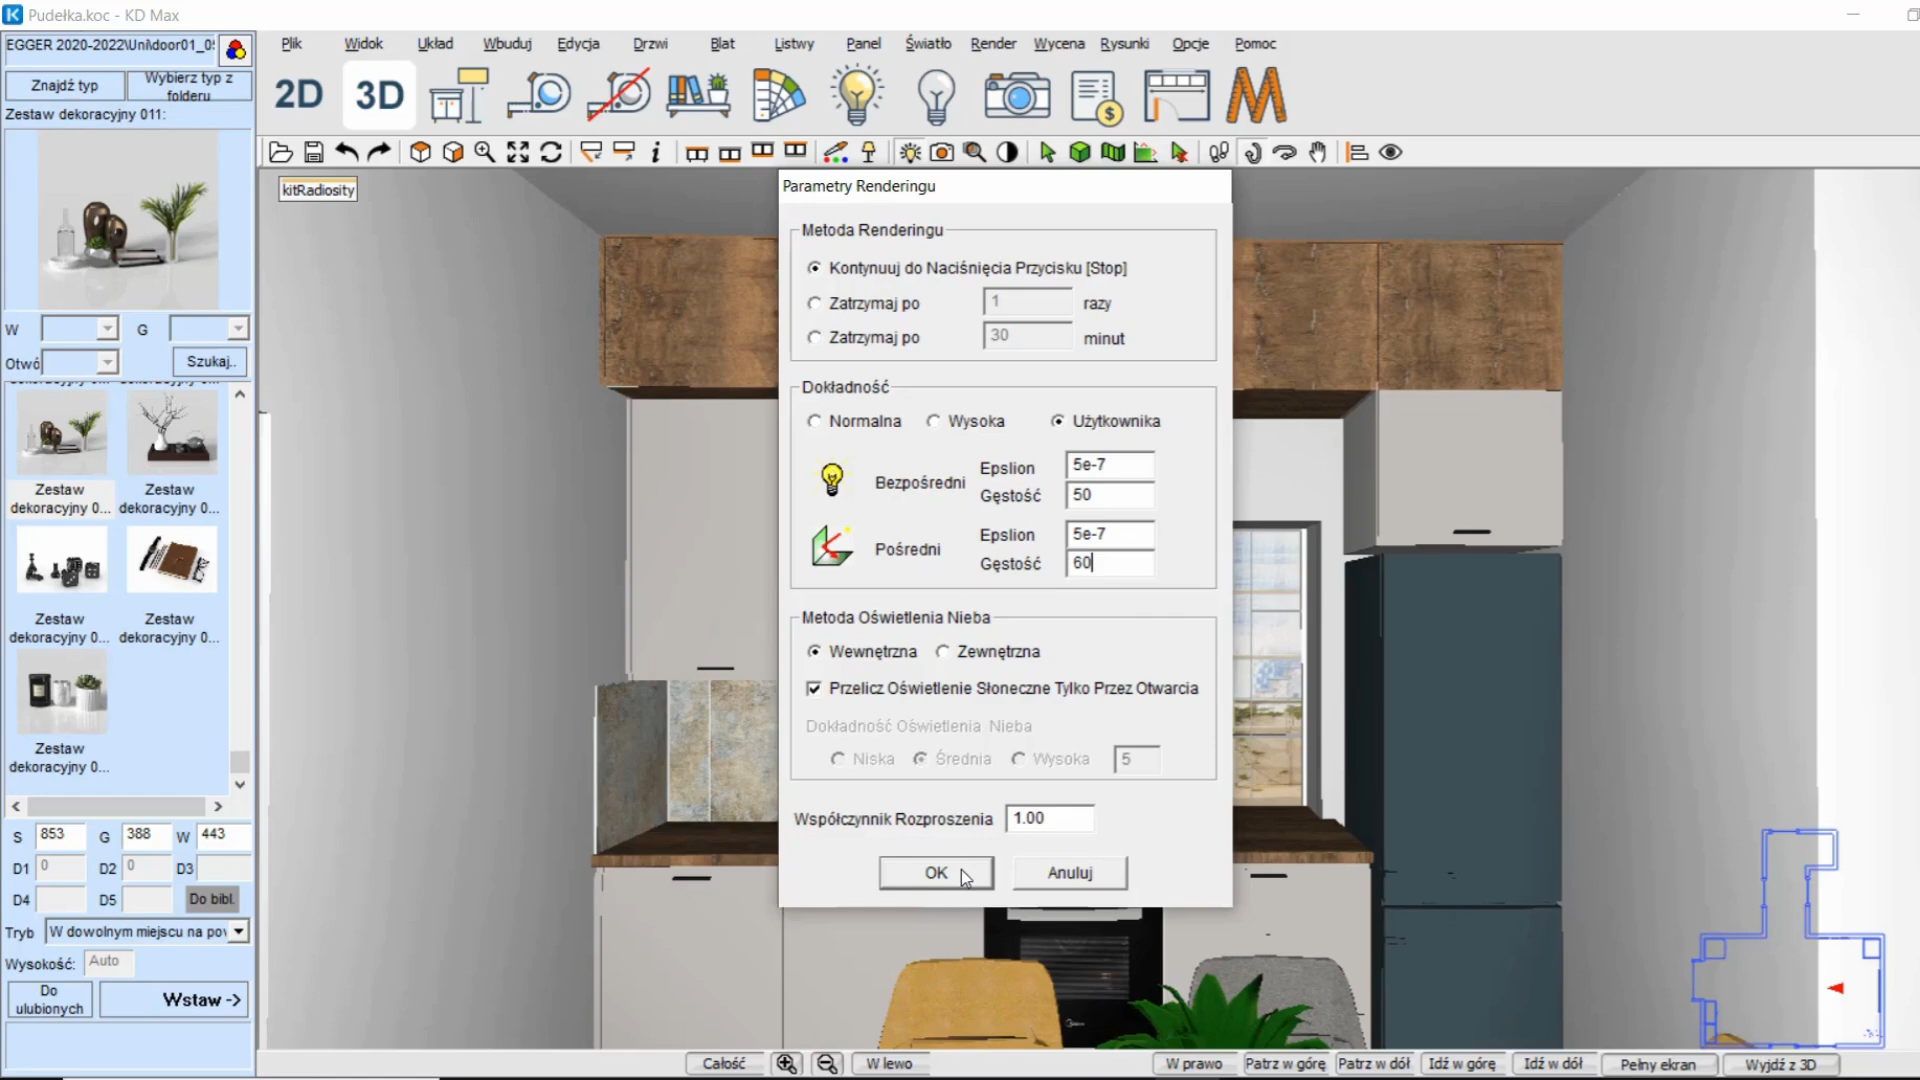 Pudełka.koc - KD Max
EGGER 2020-2022\Uni\door01_0
Znajdź typ
Wybierz typ z
folderu
Zestaw dekoracyjny 011:
W
G
Otwó
Szukaj..
Zestaw
dekoracyjny 0...
Zestaw
dekoracyjny 0...
Zestaw
dekoracyjny 0...
Zestaw
dekoracyjny 0...
Zestaw
dekoracyjny 0...
S 853 G 388 W 443
D1 0 D2 0 D3
D4 D5 Do bibl.
Tryb W dowolnym miejscu na pov
Wysokość: Auto
Do
ulubionych
Wstaw ->
Plik Widok Układ Wbuduj Edycja Drzwi Blat Listwy Panel Światło Render Wycena Rysunki Opcje Pomoc
2D 3D
kitRadiosity
Parametry Renderingu
Metoda Renderingu
Kontynuuj do Naciśnięcia Przycisku [Stop]
Zatrzymaj po 1 razy
Zatrzymaj po 30 minut
Dokładność
Normalna Wysoka Użytkownika
Bezpośredni
Epslion 5e-7
Gęstość 50
Pośredni
Epslion 5e-7
Gęstość 60
Metoda Oświetlenia Nieba
Wewnętrzna Zewnętrzna
Przelicz Oświetlenie Słoneczne Tylko Przez Otwarcia
Dokładność Oświetlenia Nieba
Niska Średnia Wysoka 5
Współczynnik Rozproszenia 1.00
OK Anuluj
Całość W lewo W prawo Patrz w górę Patrz w dół Idź w górę Idź w dół Pełny ekran Wyjdź z 3D